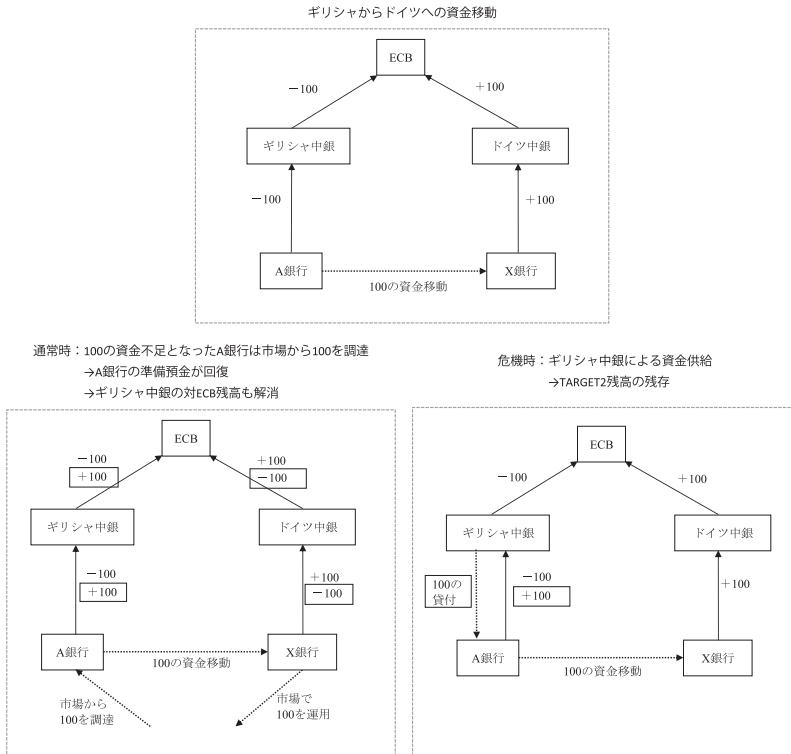 ギリシャからドイツへの資金移動
ECB
－100
＋100
ギリシャ中銀
ドイツ中銀
－100
＋100
A銀行
X銀行
100の資金移動
通常時：100の資金不足となったA銀行は市場から100を調達
→A銀行の準備預金が回復
→ギリシャ中銀の対ECB残高も解消
ECB
－100
＋100
＋100
－100
ギリシャ中銀
ドイツ中銀
－100
＋100
＋100
－100
A銀行
X銀行
100の資金移動
市場から
100を調達
市場で
100を運用
危機時：ギリシャ中銀による資金供給
→TARGET2残高の残存
ECB
－100
＋100
ギリシャ中銀
ドイツ中銀
100の
貸付
－100
＋100
＋100
A銀行
X銀行
100の資金移動